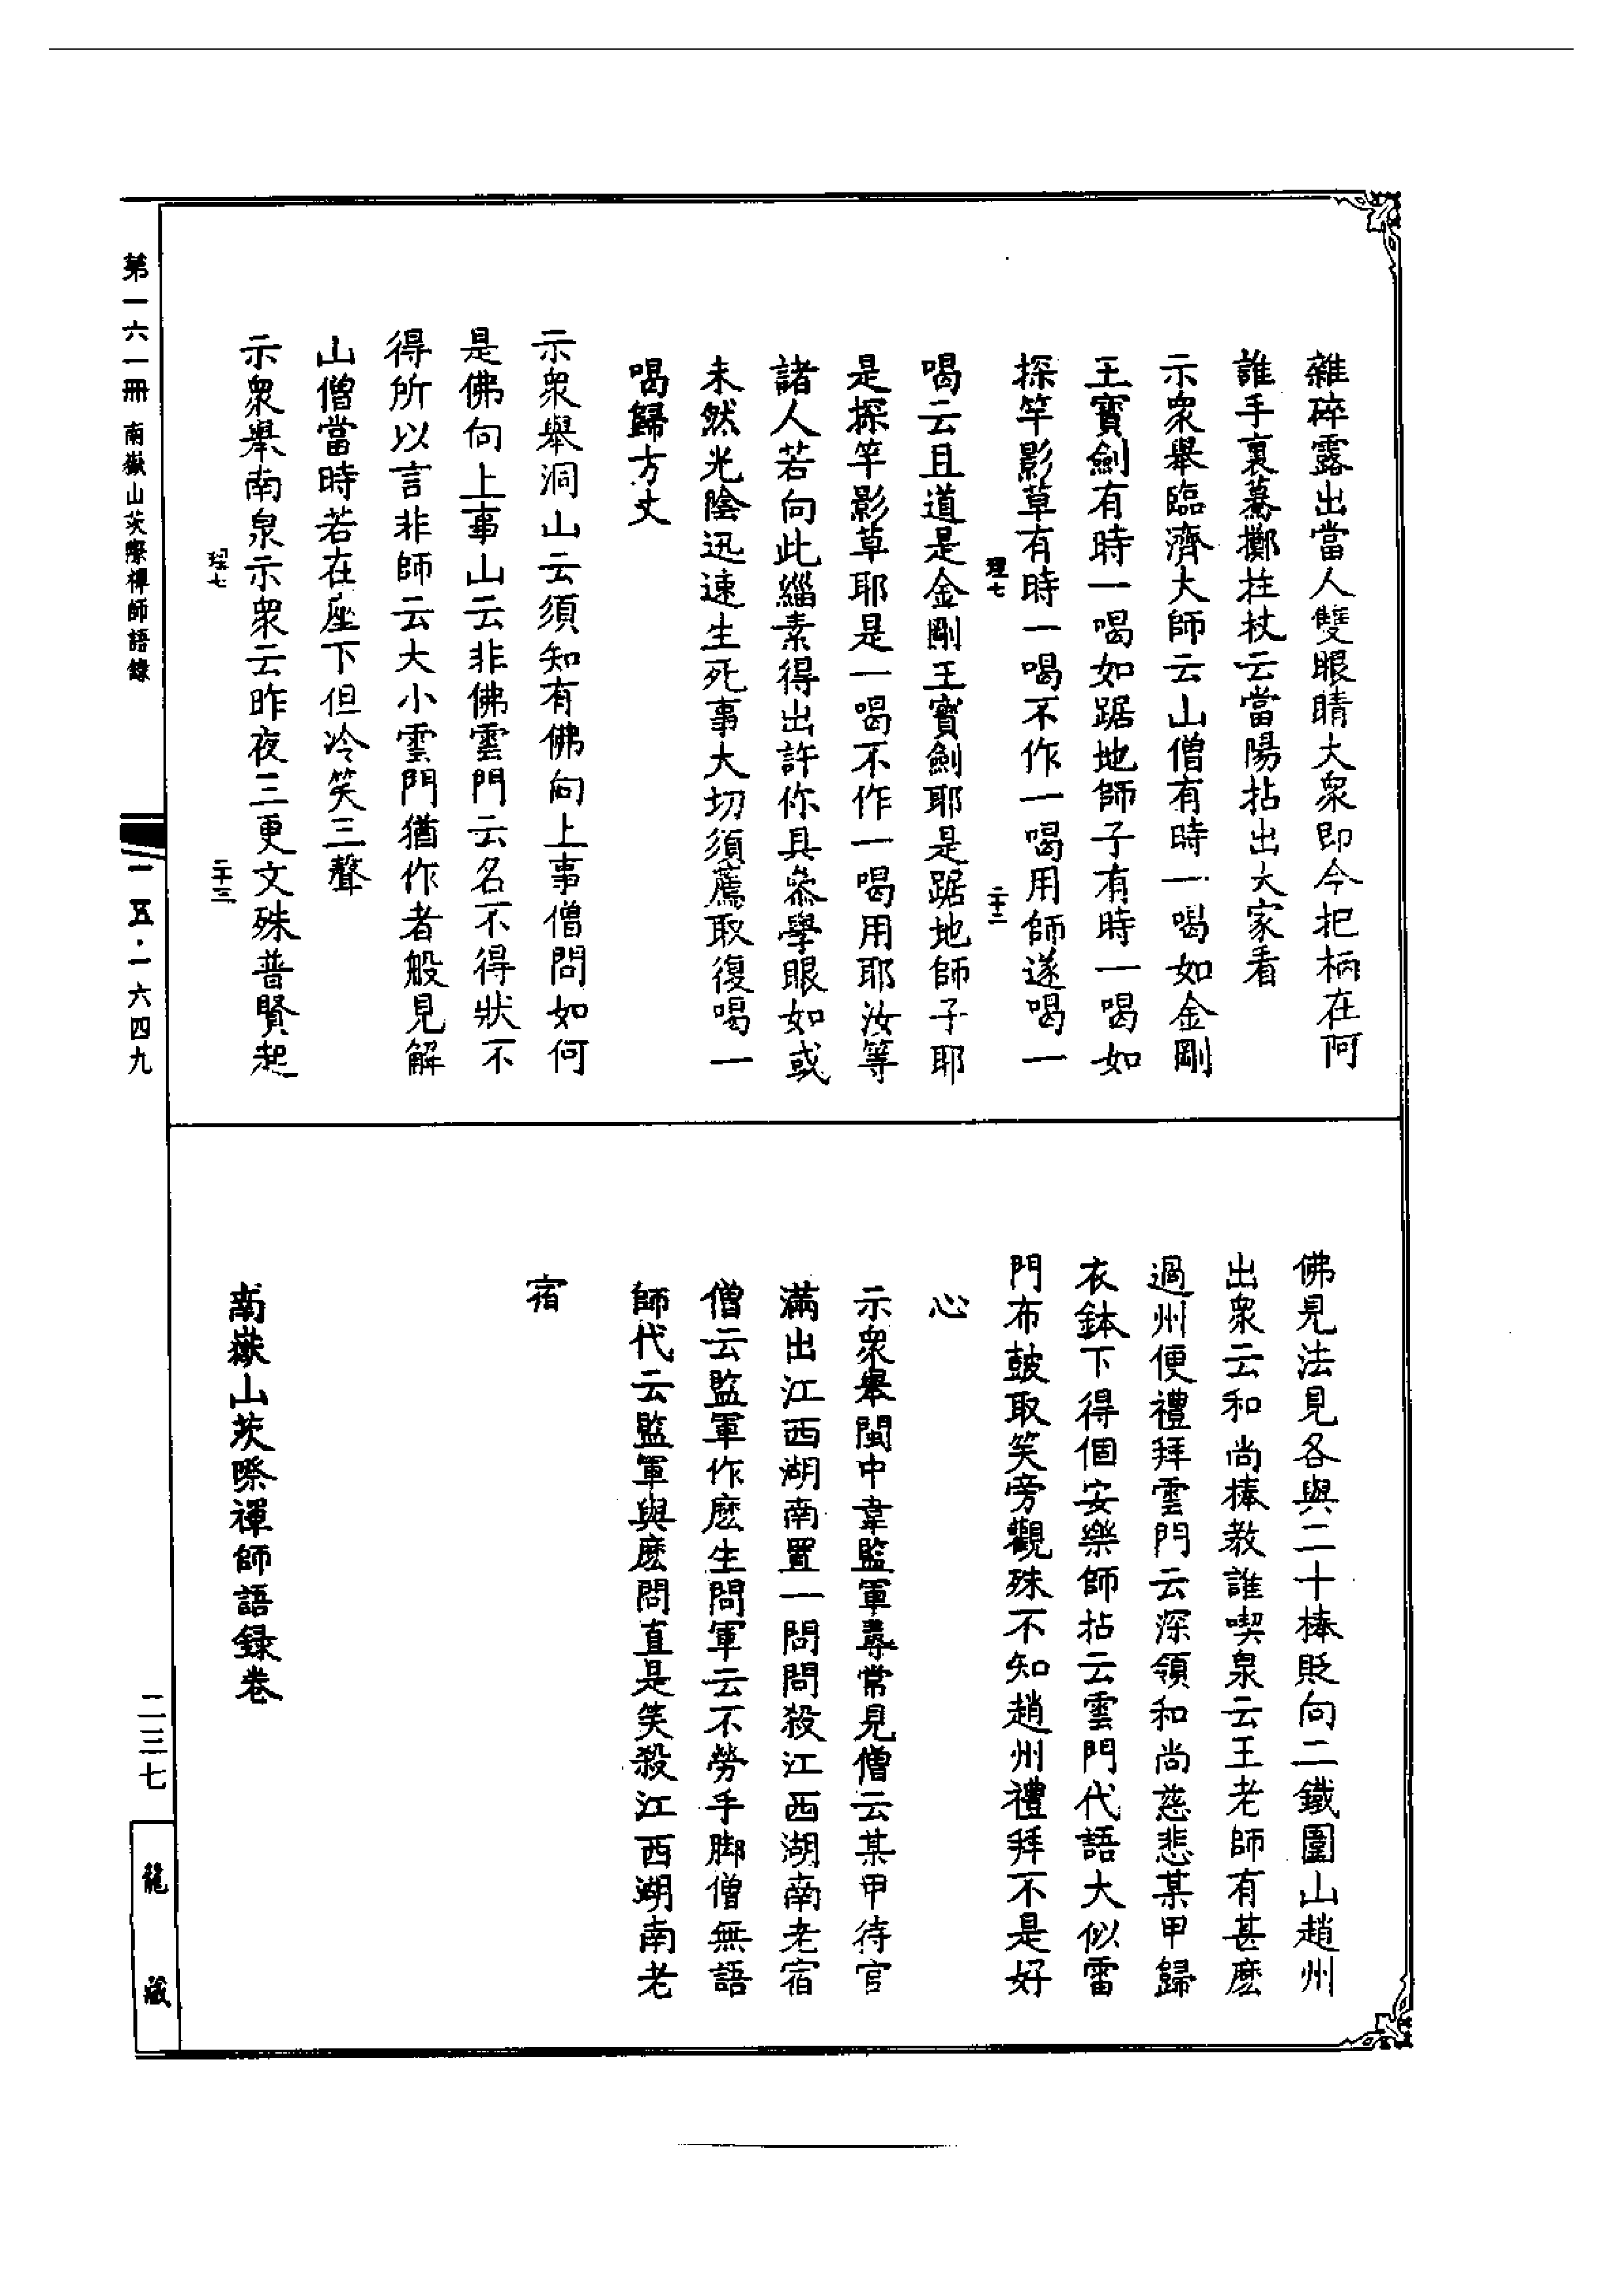 雜碎露出當人雙眼睛大衆即今把柄在阿
誰手裏驀擲拄杖云當陽拈出大家看
示衆舉臨濟大師云山僧有時一喝如金剛
王寶劍有時一喝如踞地師子有時一喝如
探竿影草有時一喝不作一喝用師遂喝一
理七
二十二
喝云且道是金剛王寶劍耶是踞地師子耶
是探竿影草耶是一喝不作一喝用耶汝等
諸人若向此緇素得出許你具叅學眼如或
未然光陰迅速生死事大切須薦取復喝一
喝歸方丈
示衆舉洞山云須知有佛向上事僧問如何
是佛向上事山云非佛雲門云名不得狀不
得所以言非師云大小雲門猶作者般見解
山僧當時若在座下但冷笑三聲
示衆舉南泉示衆云昨夜三更文殊普賢起
理七
二十三
佛見法見各與二十棒貶向二鐵圍山趙州
出衆云和尚棒教誰喫泉云王老師有甚麽
過州便禮拜雲門云深領和尚慈悲某甲歸
衣鉢下得個安樂師拈云雲門代語大似雷
門布鼓取笑旁觀殊不知趙州禮拜不是好
心
示衆舉閩中韋監軍尋常見僧云某甲待官
滿出江西湖南置一問問殺江西湖南老宿
僧云監軍作麽生問軍云不勞手脚僧無語
師代云監軍與麽問直是笑殺江西湖南老
宿
南嶽山茨際禪師語録卷
第一六一冊 南嶽山茨際禪師語錄
一五·一六四九
二三七
龍藏